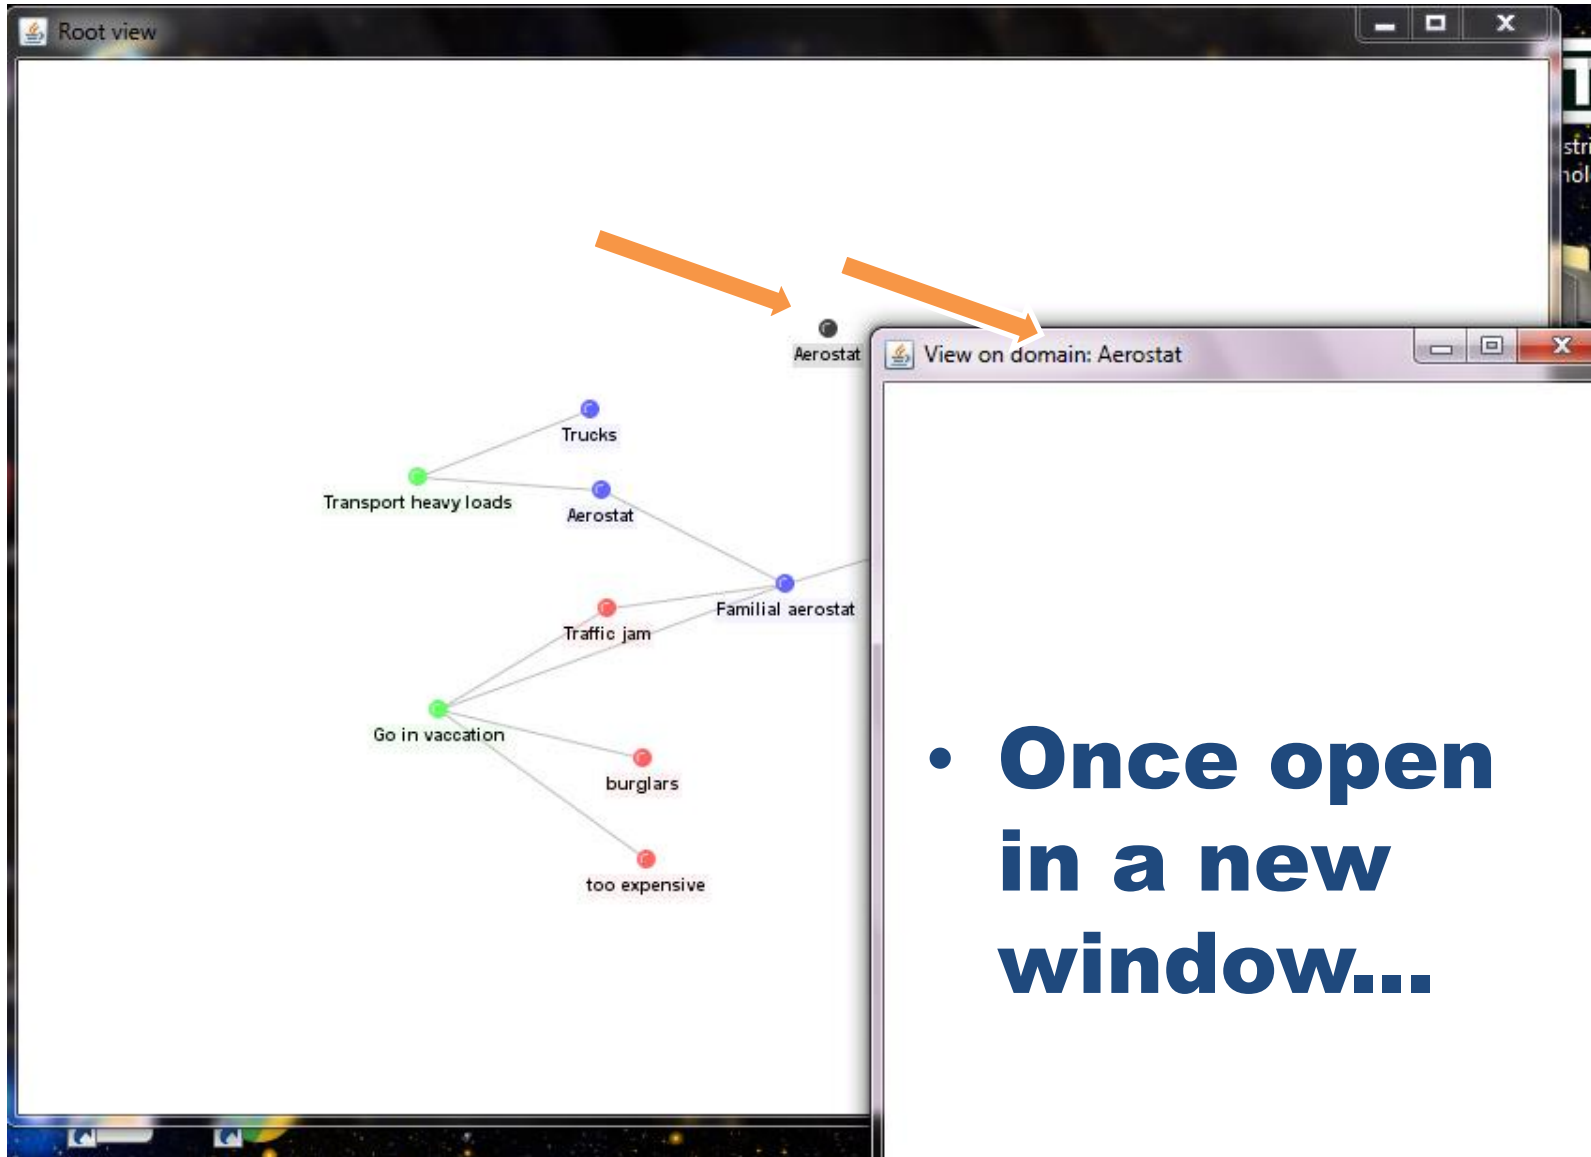 Root view
Aerostat
View on domain: Aerostat
Trucks
Transport heavy loads
Aerostat
Familial aerostat
Traffic jam
Go in vaccation
burglars
too expensive
• Once open
in a new
window...